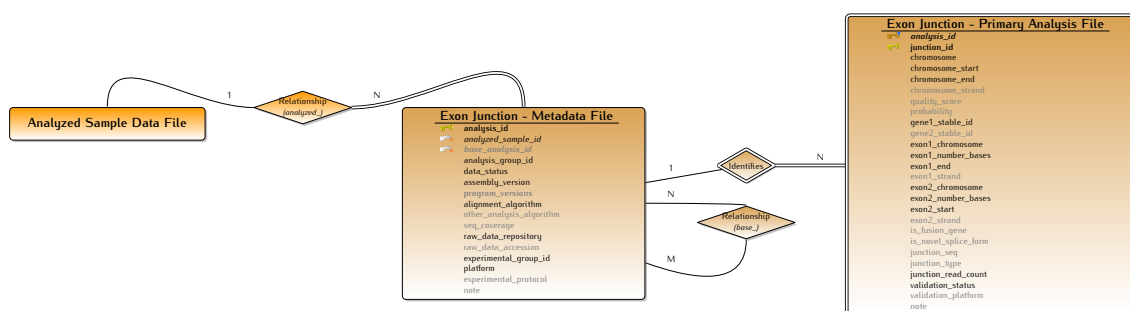 Analyzed Sample Data File
1
Relationship
(analyzed_)
N
Exon Junction - Metadata File
analysis_id
analyzed_sample_id
base_analysis_id
analysis_group_id
data_status
assembly_version
program_versions
alignment_algorithm
other_analysis_algorithm
seq_coverage
raw_data_repository
raw_data_accession
experimental_group_id
platform
experimental_protocol
note
1
Identifies
N
N
Relationship
(base_)
M
Exon Junction - Primary Analysis File
analysis_id
junction_id
chromosome
chromosome_start
chromosome_end
chromosome_strand
quality_score
probability
gene1_stable_id
gene2_stable_id
exon1_chromosome
exon1_number_bases
exon1_end
exon1_strand
exon2_chromosome
exon2_number_bases
exon2_start
exon2_strand
is_fusion_gene
is_novel_splice_form
junction_seq
junction_type
junction_read_count
validation_status
validation_platform
note